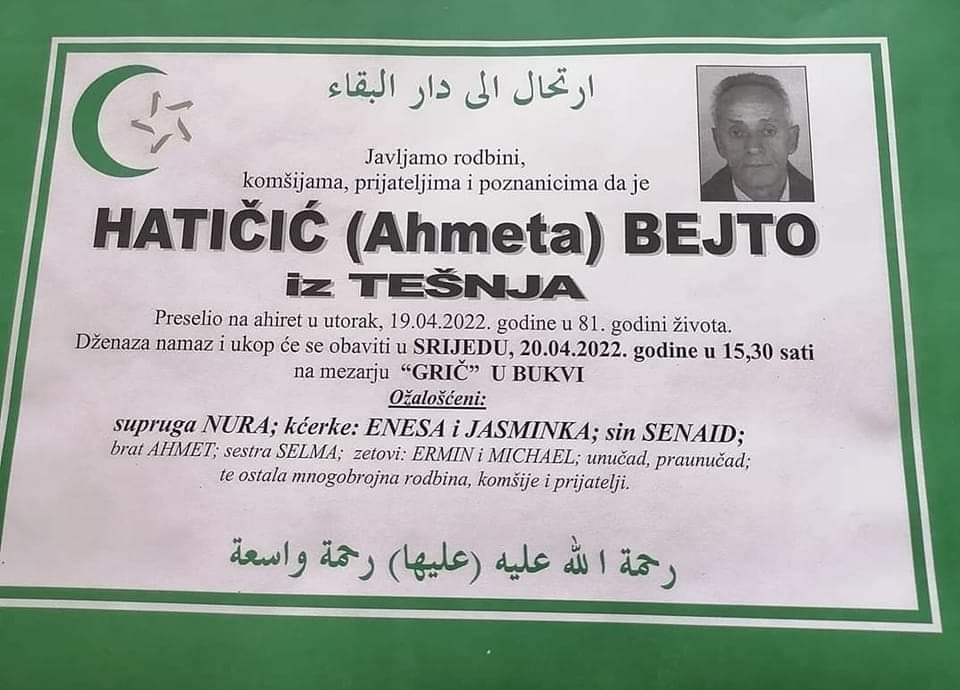 ارتحال الى دار البقاء
Javljamo rodbini,
komšijama, prijateljima i poznanicima da je
HATIČIĆ (Ahmeta) BEJTO
iz TEŠNJA
Preselio na ahiret u utorak, 19.04.2022. godine u 81. godini života.
Dženaza namaz i ukop će se obaviti u SRIJEDU, 20.04.2022. godine u 15,30 sati
na mezarju “GRIČ” U BUKVI
Ožalošćeni:
supruga NURA; kćerke: ENESA i JASMINKA; sin SENAID;
brat AHMET; sestra SELMA; zetovi: ERMIN i MICHAEL; unučad, praunučad;
te ostala mnogobrojna rodbina, komšije i prijatelji.
رحمة الله عليه (عليها) رحمة واسعة